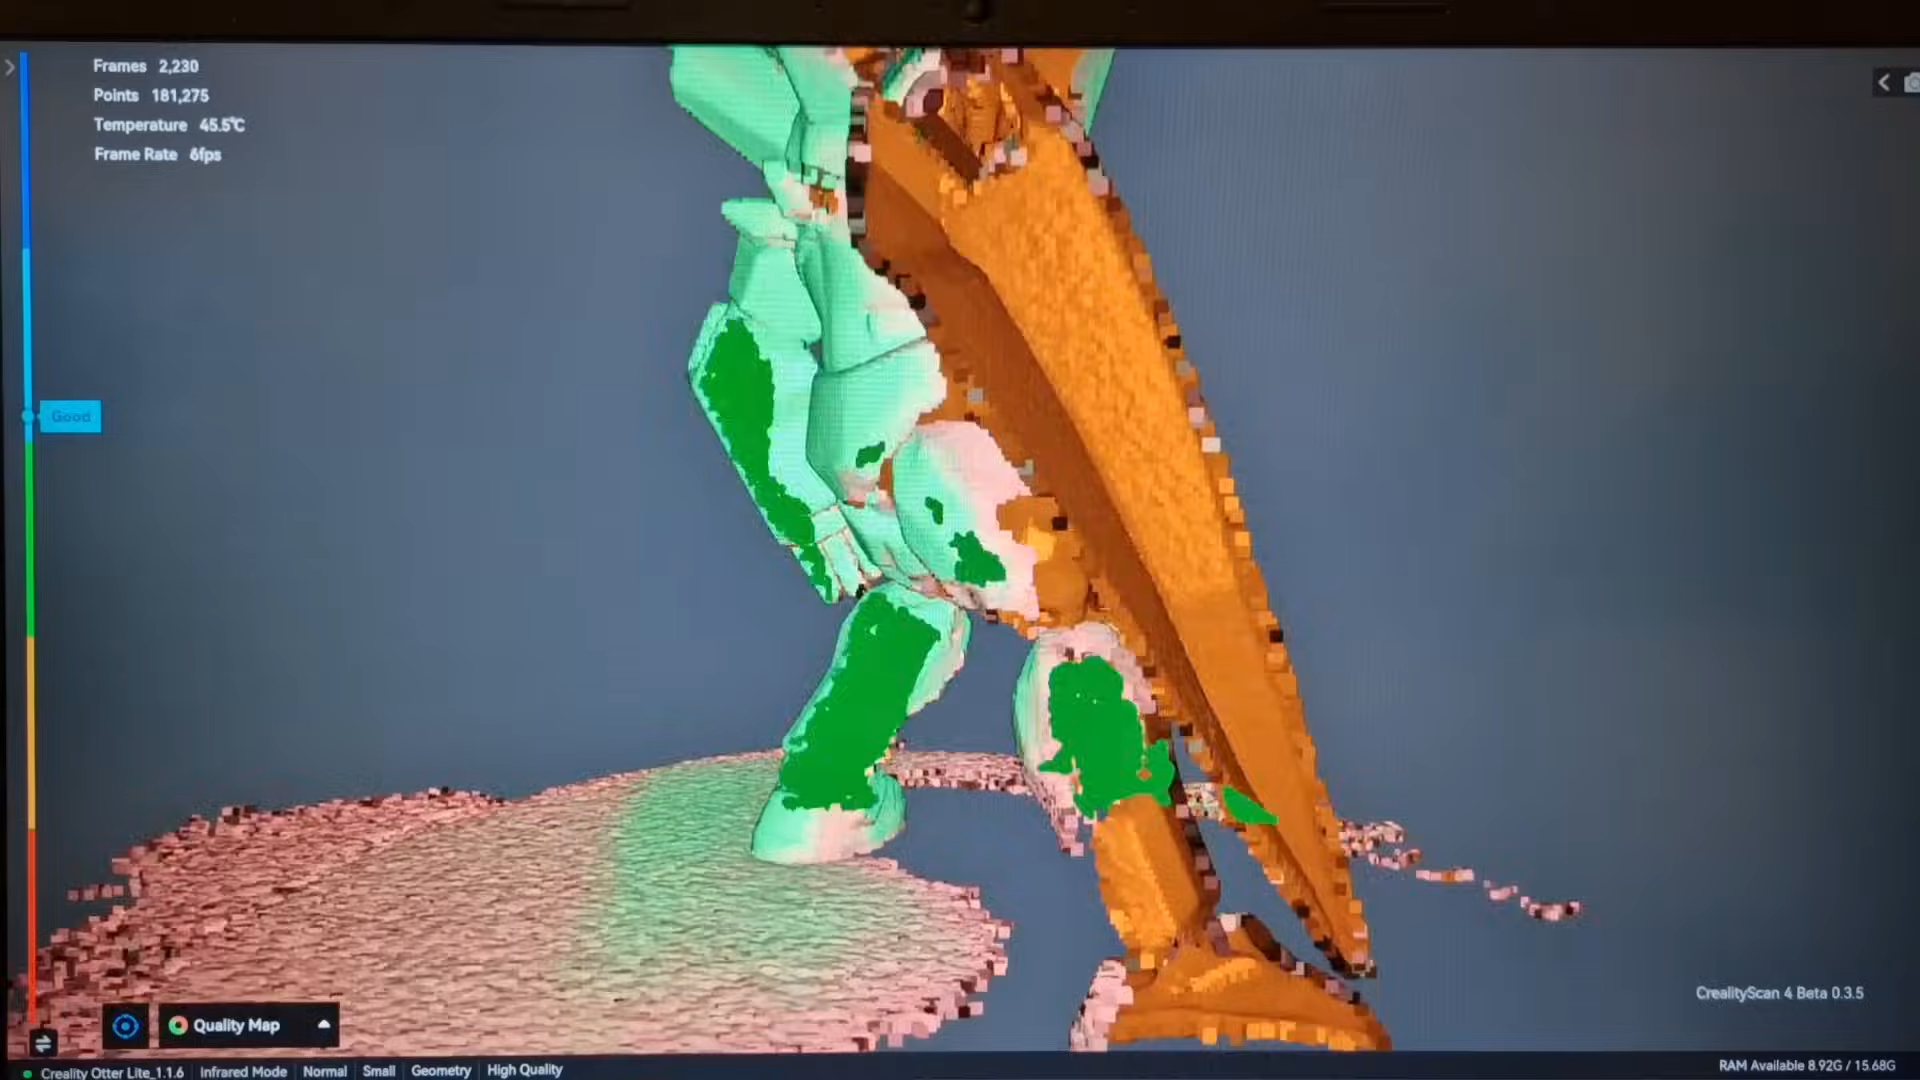 Frames 2,230
Points 181,275
Temperature 45.5℃
Frame Rate 6fps
Good
CrealityScan 4 Beta 0.3.5
Quality Map
Creality Otter Lite_1.1.6 Infrared Mode Normal Small Geometry High Quality
RAM Available 8.92G / 15.68G